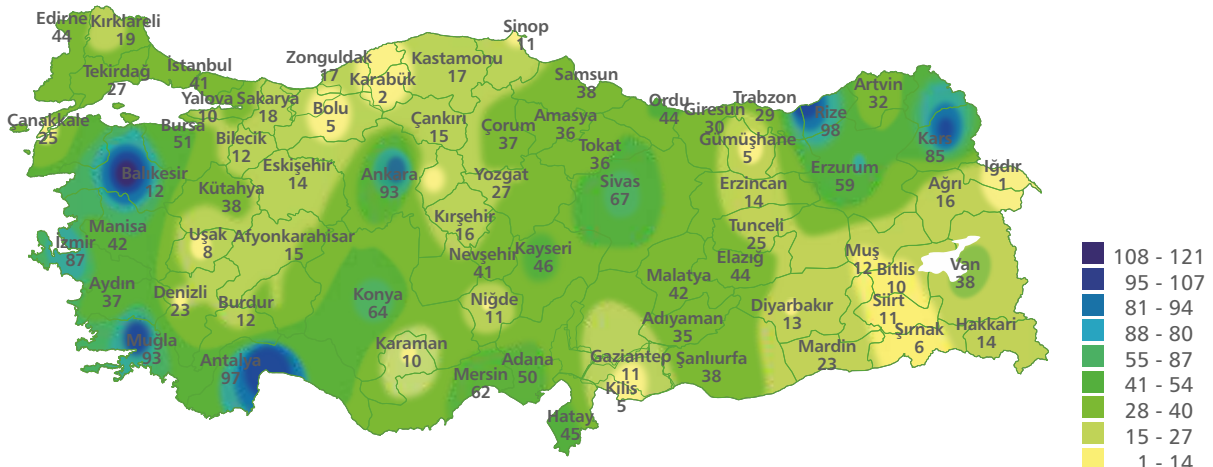 Edirne
44
Kırklareli
19
Tekirdağ
27
İstanbul
41
Yalova
10
Sakarya
18
Zonguldak
17
Karabük
2
Bolu
5
Kastamonu
17
Sinop
11
Samsun
38
Çankırı
15
Çorum
37
Amasya
36
Tokat
36
Ordu
44
Giresun
30
Trabzon
29
Gümüşhane
5
Rize
98
Artvin
32
Kars
85
Iğdır
1
Ağrı
16
Erzurum
59
Erzincan
14
Tunceli
25
Çanakkale
25
Bursa
51
Bilecik
12
Balıkesir
12
Kütahya
38
Eskişehir
14
Ankara
93
Yozgat
27
Sivas
67
Kırşehir
16
Nevşehir
41
Kayseri
46
Manisa
42
İzmir
87
Uşak
8
Afyonkarahisar
15
Aydın
37
Denizli
23
Burdur
12
Konya
64
Niğde
11
Malatya
42
Elazığ
44
Muş
12
Bitlis
10
Van
38
Siirt
11
Şırnak
6
Hakkari
14
Diyarbakır
13
Mardin
23
Adıyaman
35
Şanlıurfa
38
Gaziantep
11
Kilis
5
Hatay
45
Adana
50
Mersin
62
Karaman
10
Antalya
97
Muğla
93
108 - 121
95 - 107
81 - 94
88 - 80
55 - 87
41 - 54
28 - 40
15 - 27
1 - 14